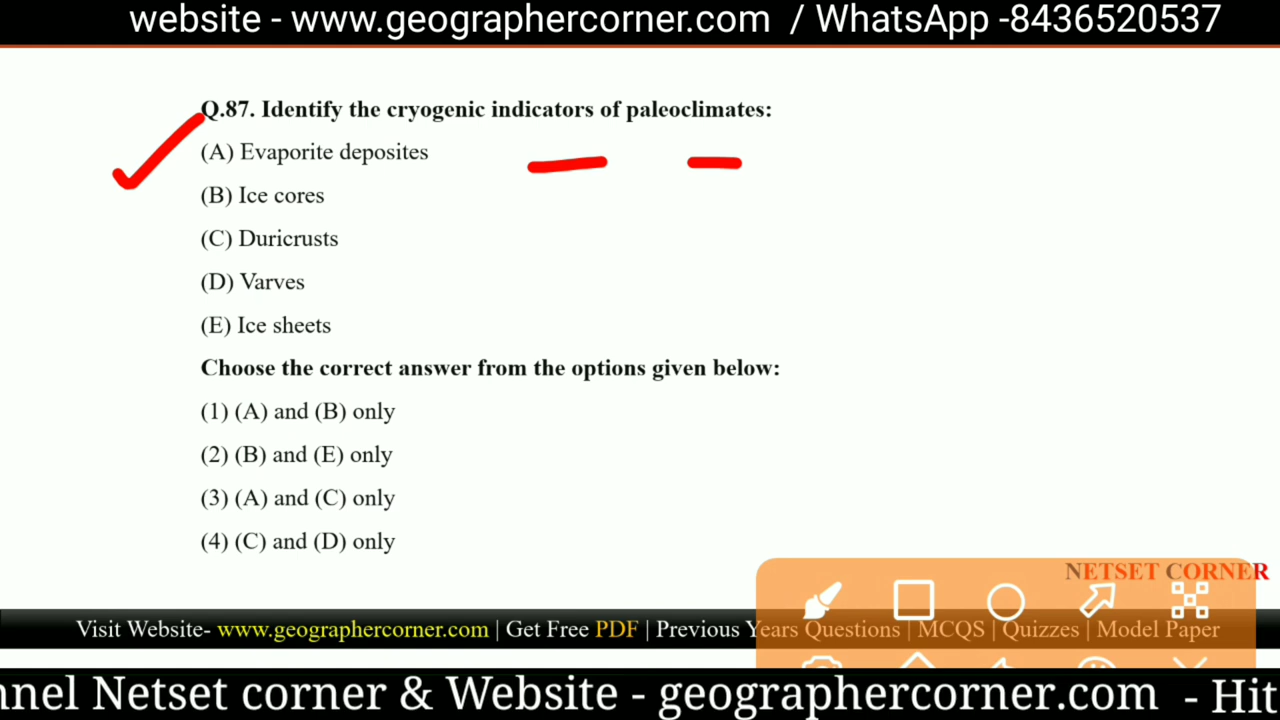 website - www.geographercorner.com / WhatsApp -8436520537
Q.87. Identify the cryogenic indicators of paleoclimates:
(A) Evaporite deposites
(B) Ice cores
(C) Duricrusts
(D) Varves
(E) Ice sheets
Choose the correct answer from the options given below:
(1) (A) and (B) only
(2) (B) and (E) only
(3) (A) and (C) only
(4) (C) and (D) only
NETSET CORNER
Visit Website- www.geographercorner.com | Get Free PDF | Previous Years Questions | MCQS | Quizzes | Model Paper
nnel Netset corner & Website - geographercorner.com - Hit